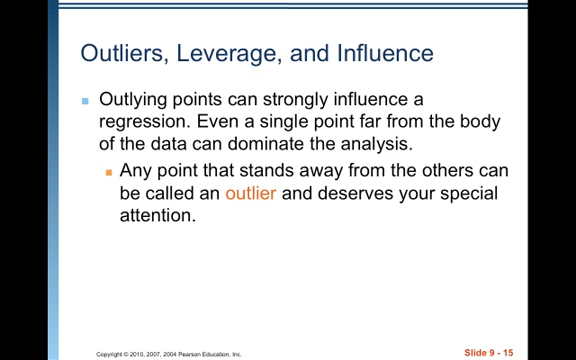 Outliers, Leverage, and Influence
Outlying points can strongly influence a
regression. Even a single point far from the body
of the data can dominate the analysis.
Any point that stands away from the others can
be called an outlier and deserves your special
attention.
Copyright © 2010, 2007, 2004 Pearson Education, Inc.
Slide 9 - 15